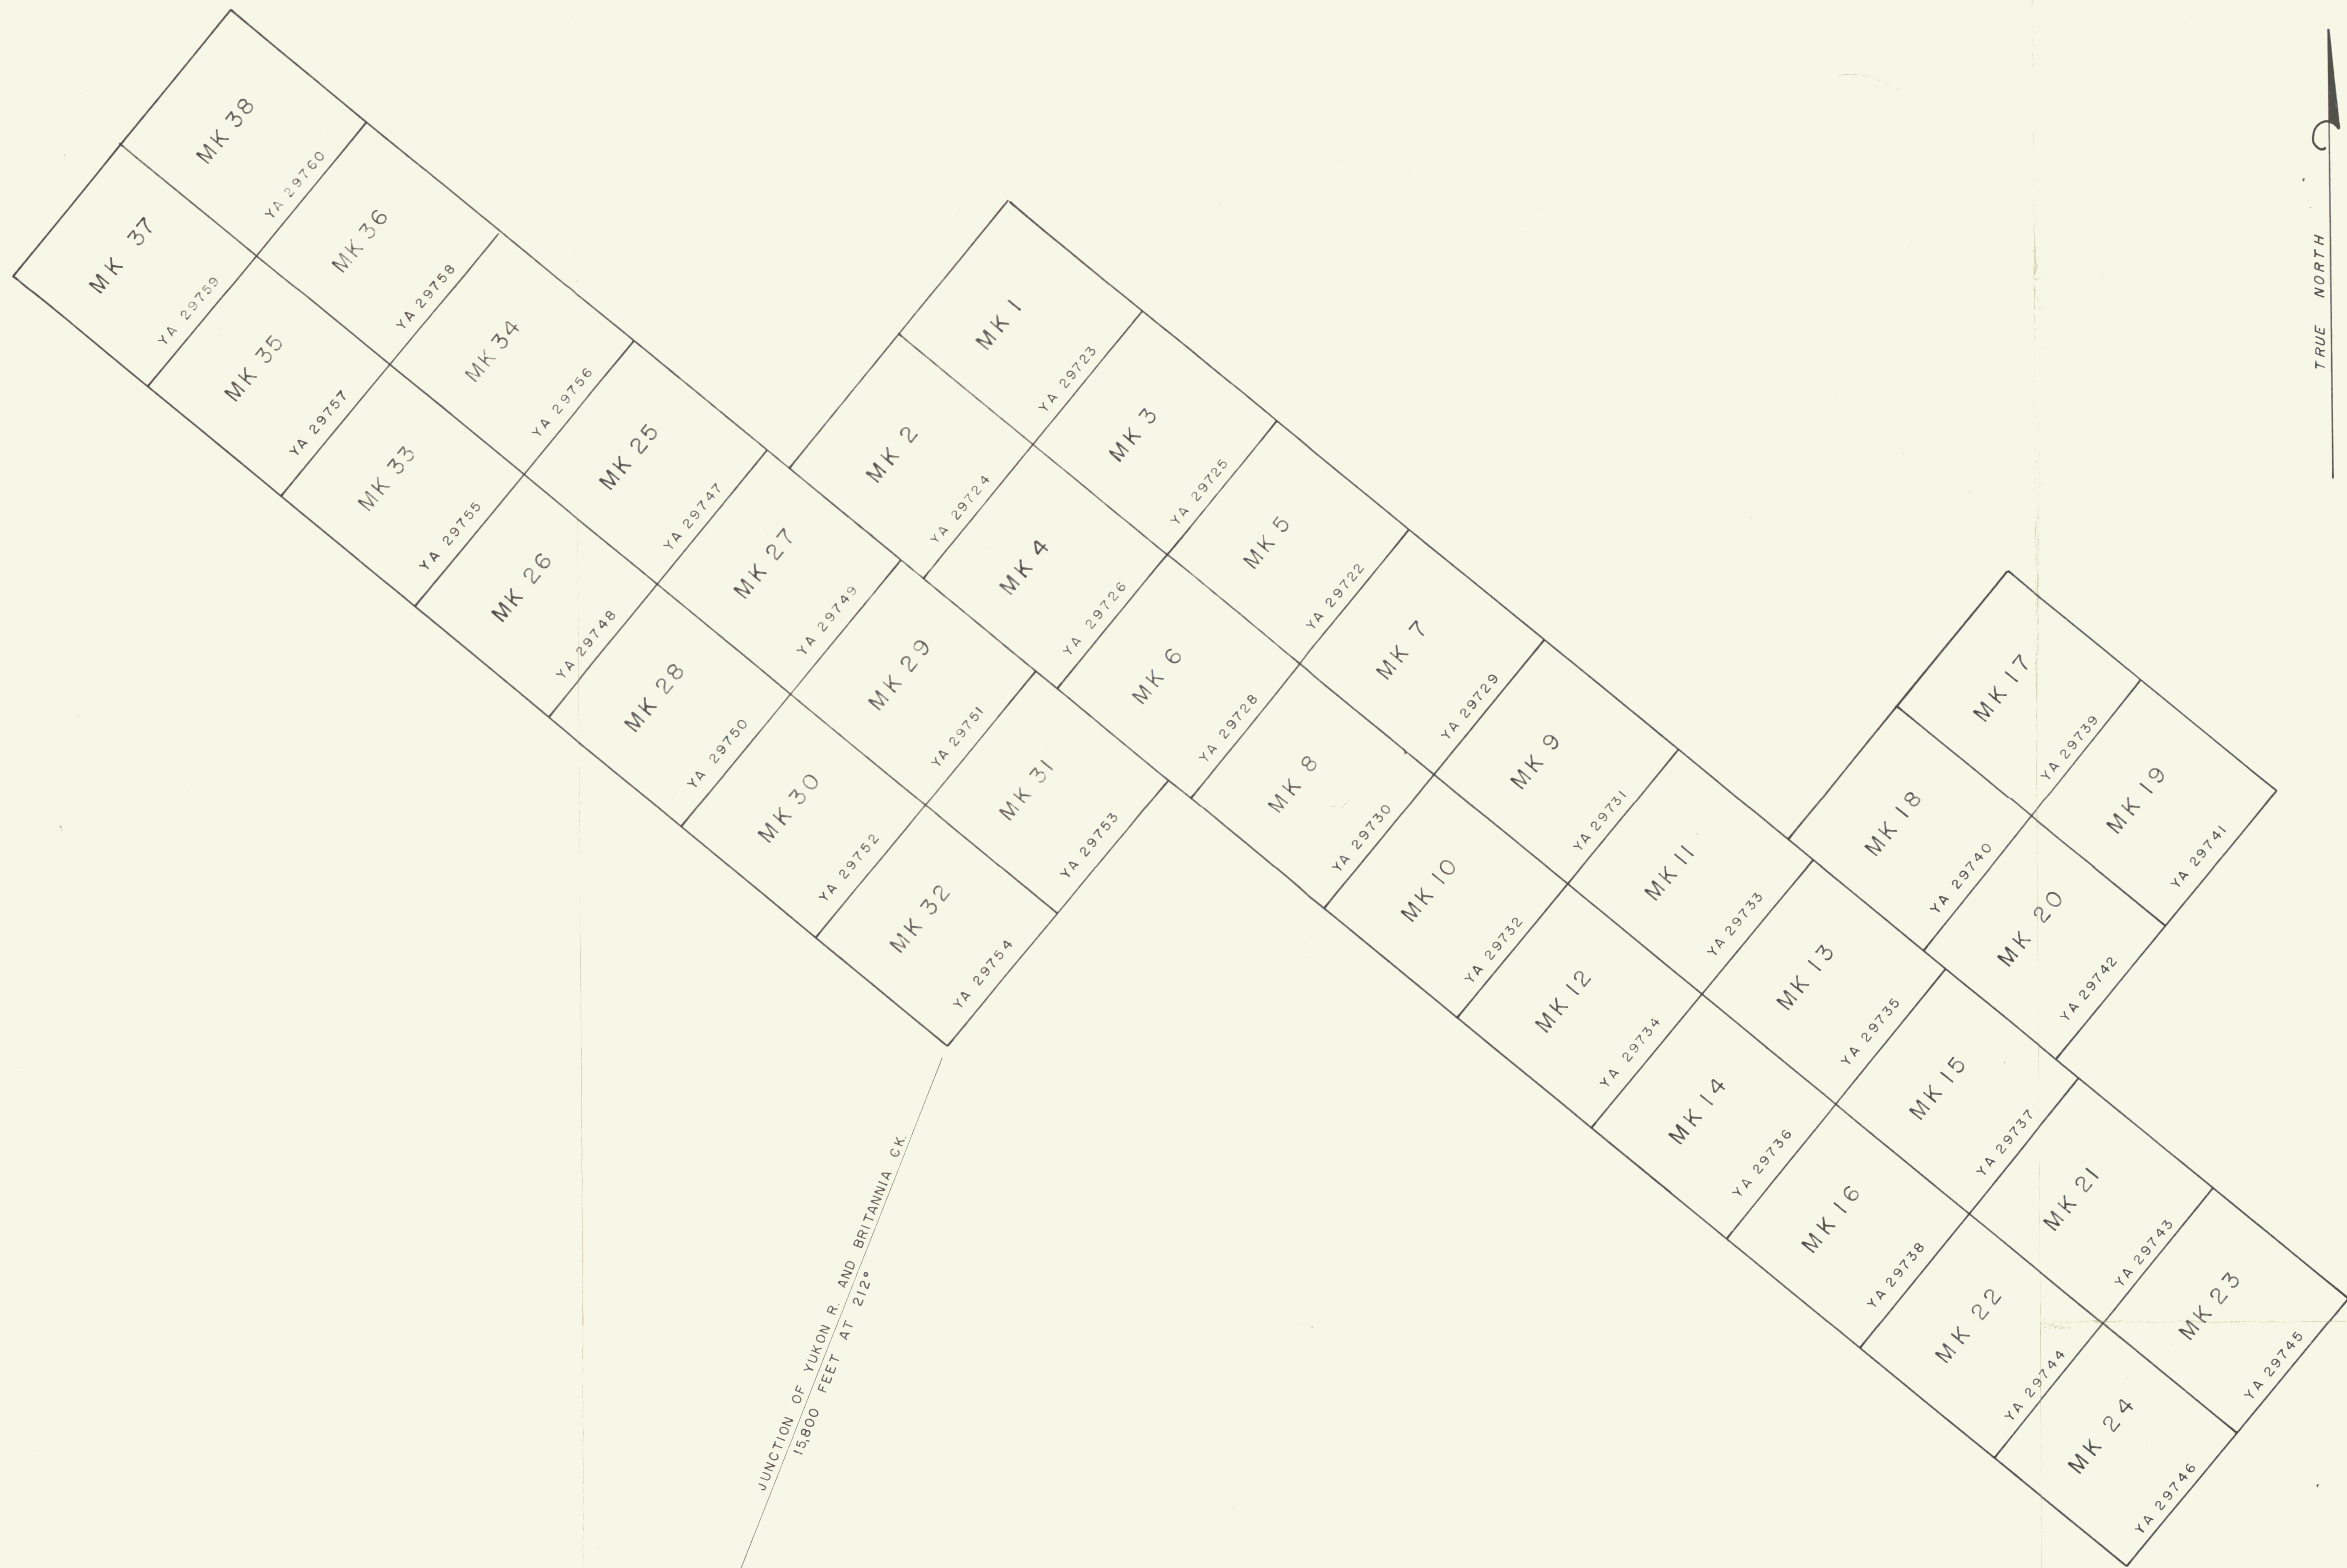 MK 38
YA 29760
MK 37
YA 29759
MK 36
YA 29758
MK 35
YA 29757
MK 34
YA 29756
MK 33
YA 29755
MK 25
YA 29747
MK 26
YA 29748
MK 27
YA 29749
MK 28
YA 29750
MK 29
YA 29751
MK 30
YA 29752
MK 31
YA 29753
MK 32
YA 29754
MK 1
YA 29723
MK 2
YA 29724
MK 3
YA 29725
MK 4
YA 29726
MK 5
YA 29722
MK 6
YA 29728
MK 7
YA 29729
MK 8
YA 29730
MK 9
YA 29731
MK 10
YA 29732
MK 11
YA 29733
MK 12
YA 29734
MK 13
YA 29735
MK 14
YA 29736
MK 15
YA 29737
MK 16
YA 29738
MK 17
YA 29739
MK 18
YA 29740
MK 19
YA 29741
MK 20
YA 29742
MK 21
YA 29743
MK 22
YA 29744
MK 23
YA 29745
MK 24
YA 29746
JUNCTION OF YUKON R. AND BRITANNIA CK.
15,800 FEET AT 212°
TRUE NORTH